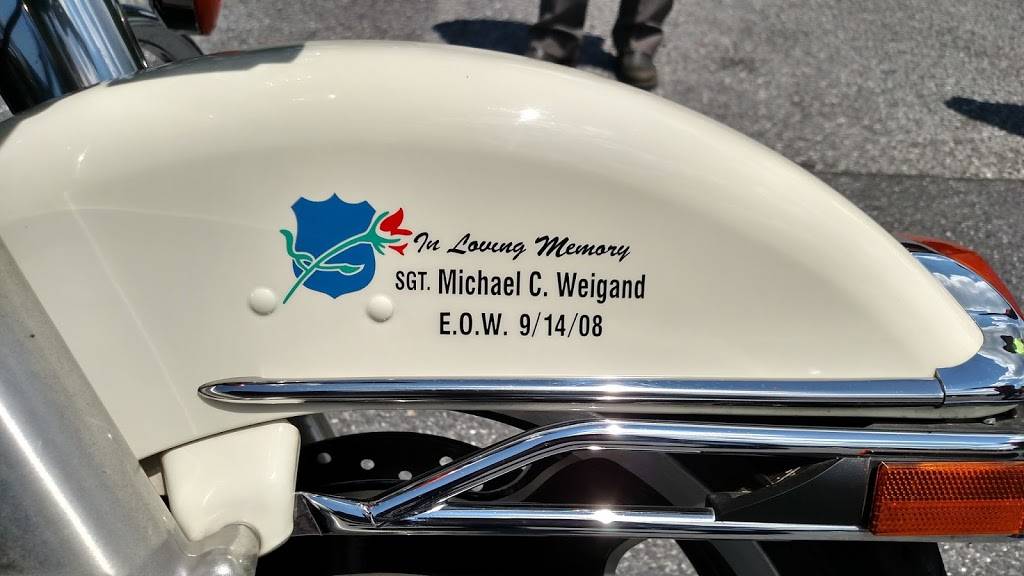 In Loving Memory
SGT. Michael C. Weigand
E.O.W. 9/14/08